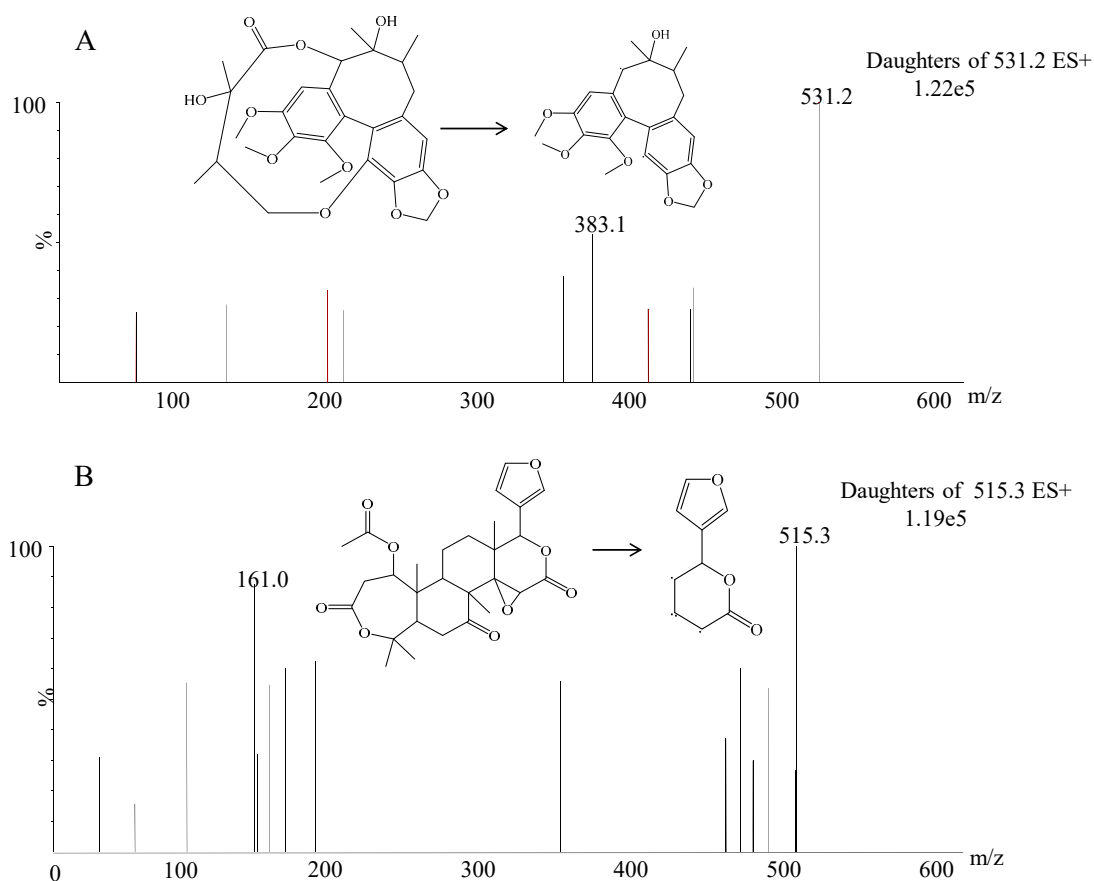 A
Daughters of 531.2 ES+
1.22e5
O
O
OH
HO
O
O
O
O
O
OH
O
O
O
O
O
100
531.2
383.1
%
100 200 300 400 500 600 m/z
B
Daughters of 515.3 ES+
1.19e5
O
O
O
O
O
O
O
O
O
O
O
O
100
515.3
161.0
%
0 100 200 300 400 500 600 m/z